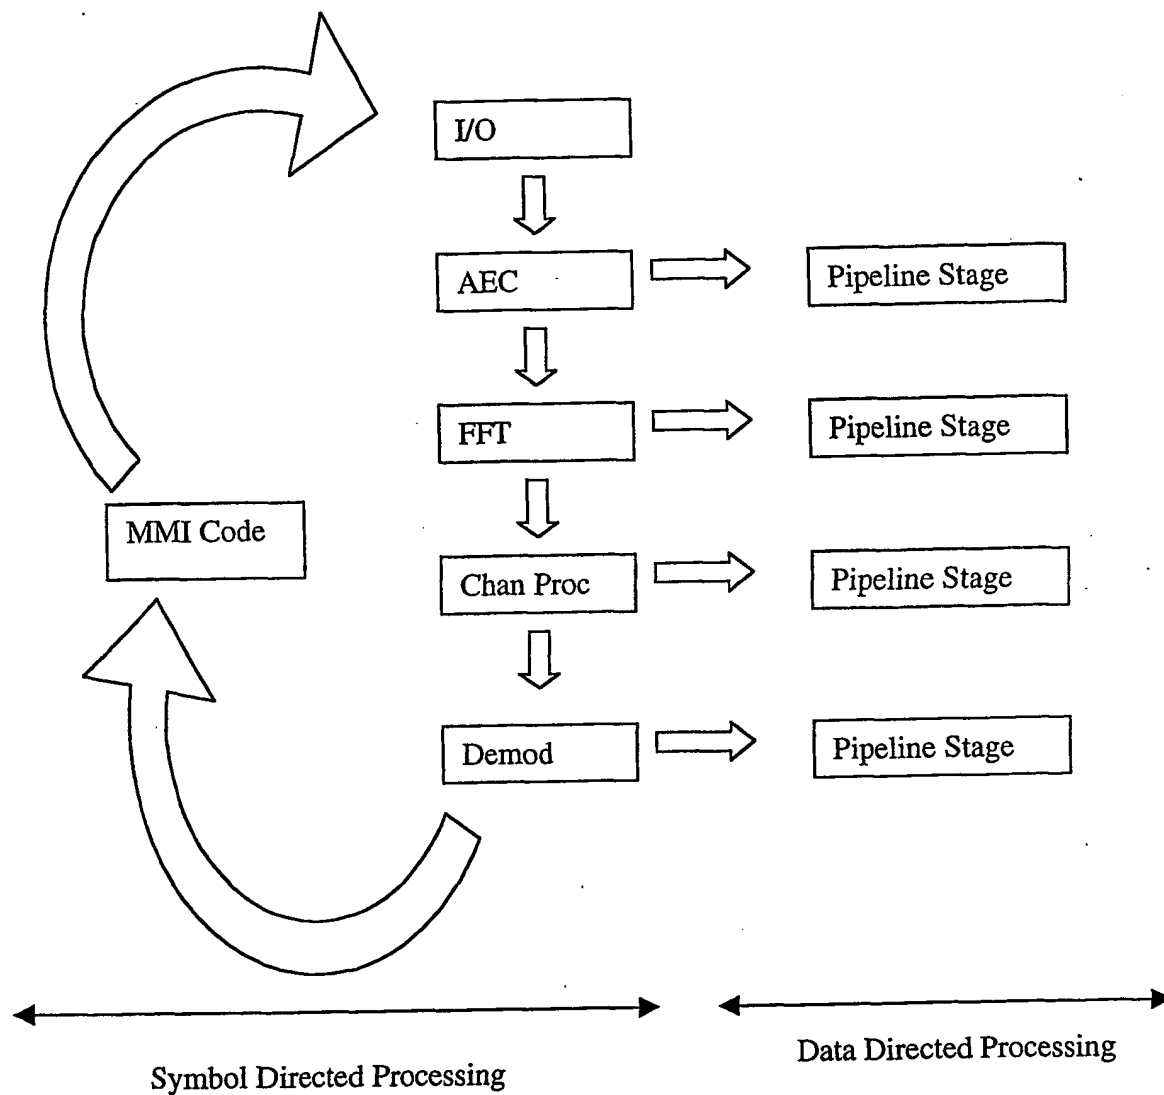 I/O
AEC
Pipeline Stage
FFT
Pipeline Stage
MMI Code
Chan Proc
Pipeline Stage
Demod
Pipeline Stage
Symbol Directed Processing
Data Directed Processing